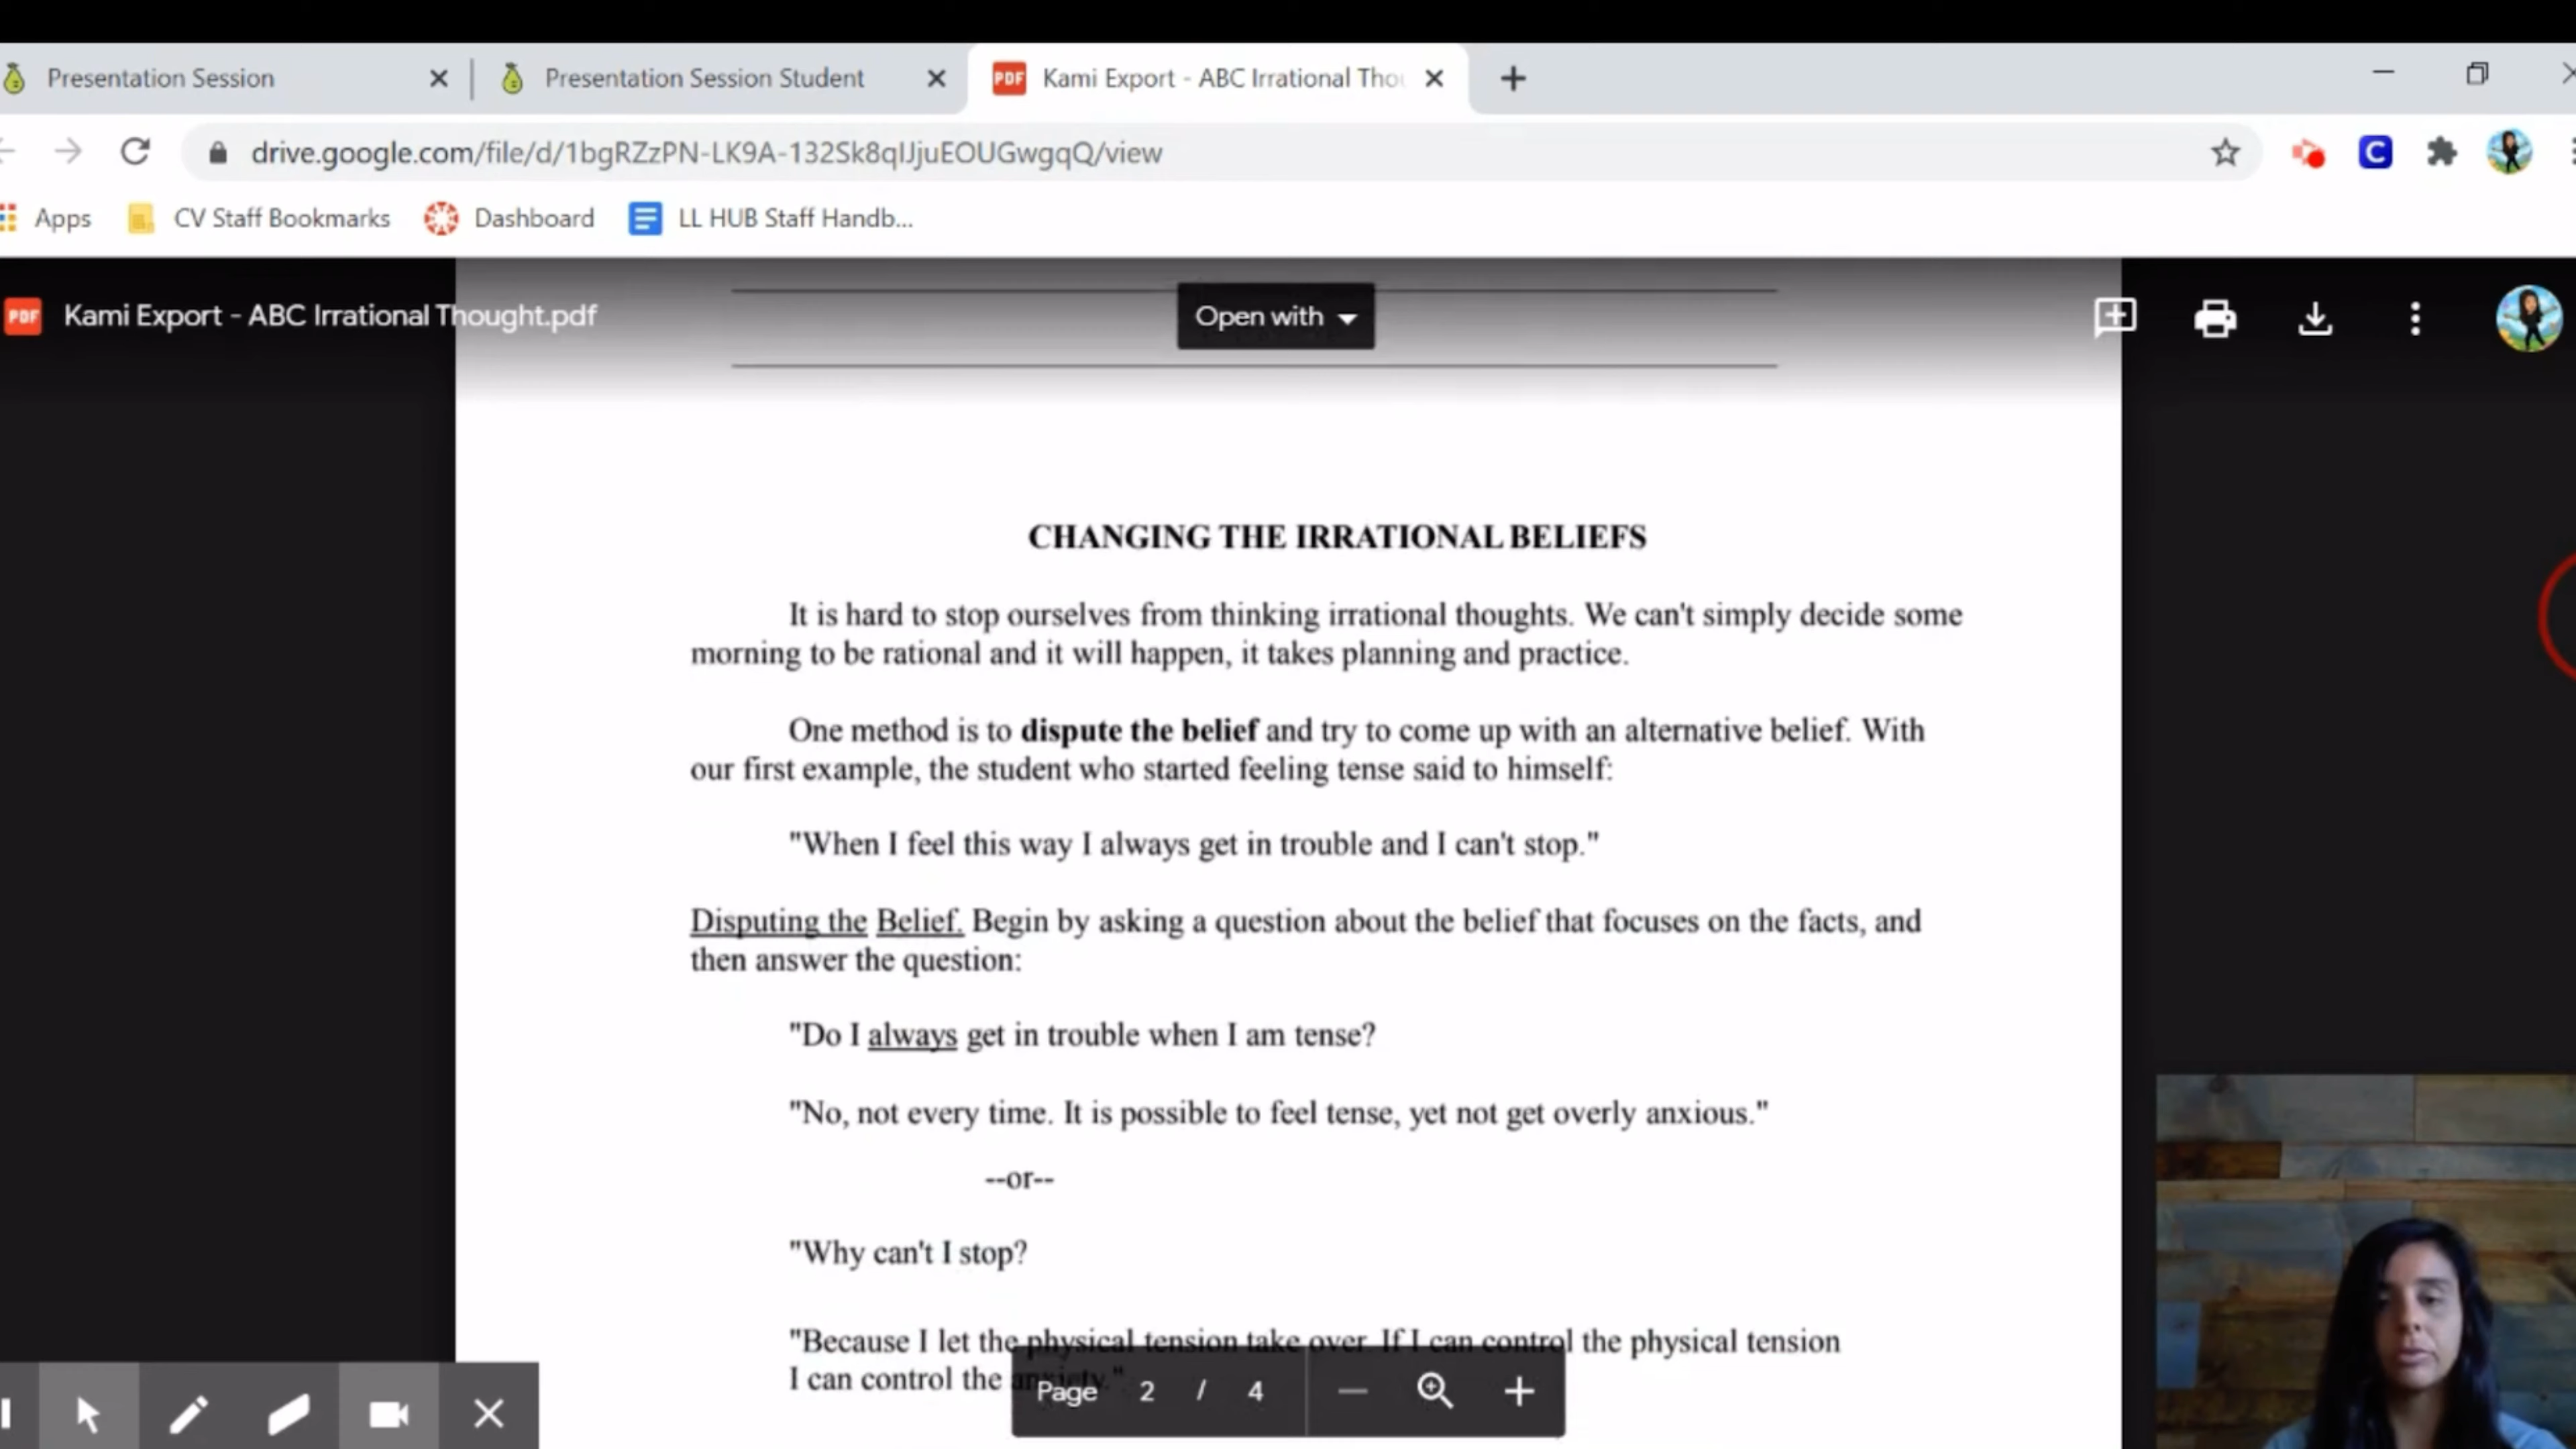 Presentation Session
Presentation Session Student
PDF Kami Export - ABC Irrational Tho
drive.google.com/file/d/1bgRZzPN-LK9A-132Sk8qIJjuEOUGwgqQ/view
C
Apps CV Staff Bookmarks Dashboard LL HUB Staff Handb...
PDF Kami Export - ABC Irrational Thought.pdf
Open with
CHANGING THE IRRATIONAL BELIEFS
It is hard to stop ourselves from thinking irrational thoughts. We can't simply decide some
morning to be rational and it will happen, it takes planning and practice.
One method is to dispute the belief and try to come up with an alternative belief. With
our first example, the student who started feeling tense said to himself:
"When I feel this way I always get in trouble and I can't stop."
Disputing the Belief. Begin by asking a question about the belief that focuses on the facts, and
then answer the question:
"Do I always get in trouble when I am tense?
"No, not every time. It is possible to feel tense, yet not get overly anxious."
--or--
"Why can't I stop?
"Because I let the physical tension take over. If I can control the physical tension
I can control the anxiety."
Page 2 / 4